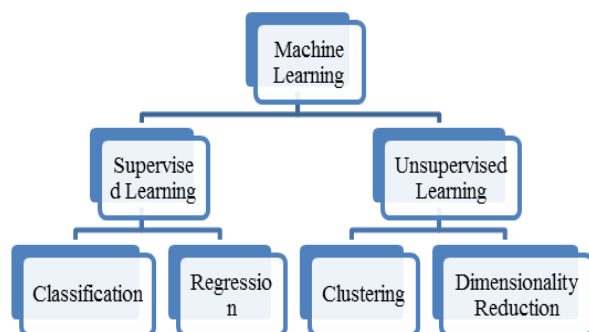 Machine
Learning
Supervise
d Learning
Unsupervised
Learning
Classification
Regressio
n
Clustering
Dimensionality
Reduction